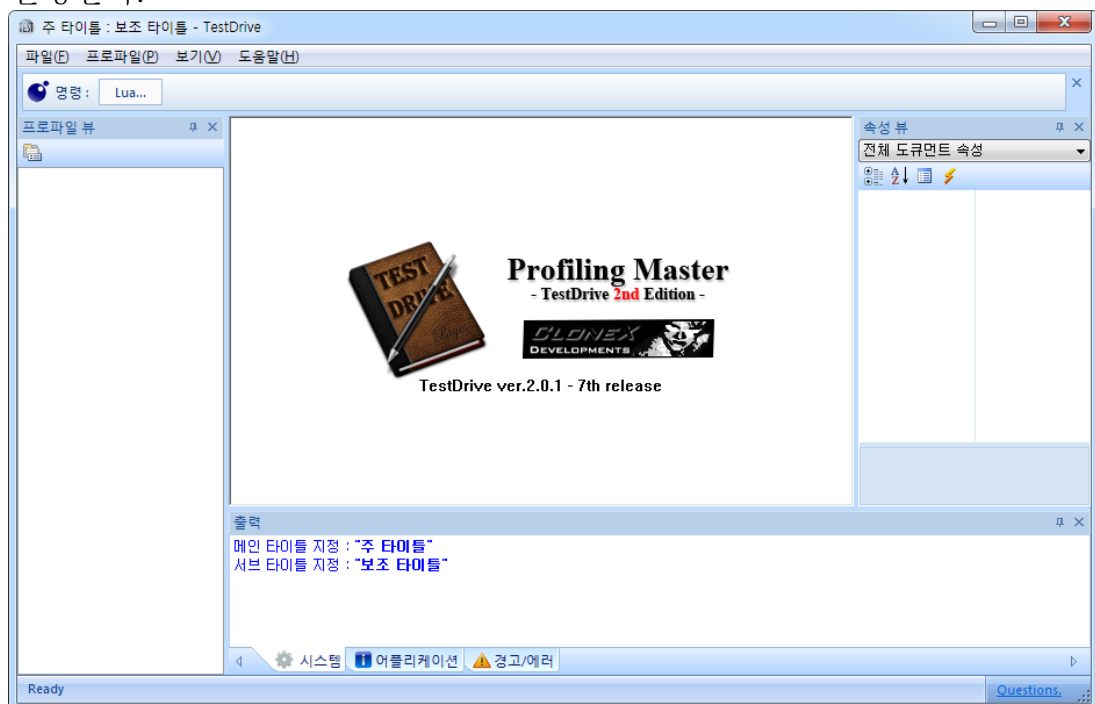 주 타이틀 : 보조 타이틀 - TestDrive
파일(F) 프로파일(P) 보기(V) 도움말(H)
명령 : Lua...
프로파일 뷰
속성 뷰
전체 도큐먼트 속성
TEST DRIVE
Profiling Master
- TestDrive 2nd Edition -
CLONEX
DEVELOPMENTS
TestDrive ver.2.0.1 - 7th release
출력
메인 타이틀 지정 : "주 타이틀"
서브 타이틀 지정 : "보조 타이틀"
시스템 어플리케이션 경고/에러
Ready Questions.